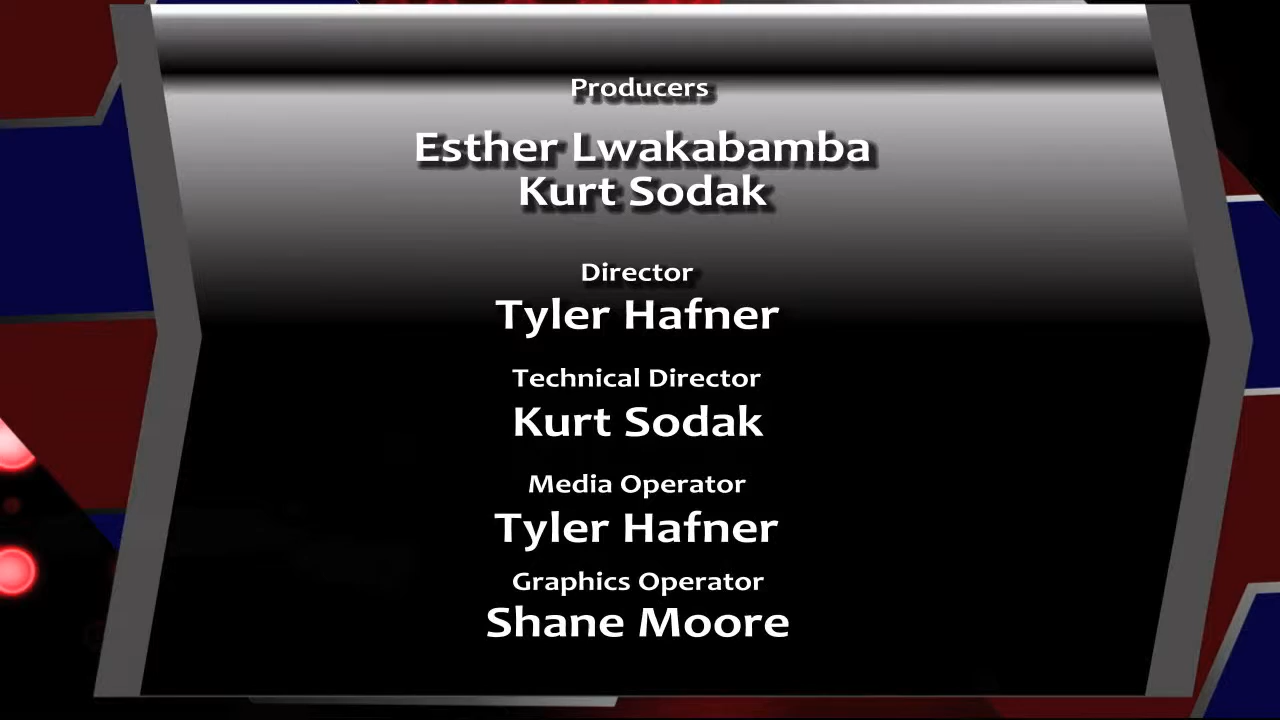 Producers
Esther Lwakabamba
Kurt Sodak
Director
Tyler Hafner
Technical Director
Kurt Sodak
Media Operator
Tyler Hafner
Graphics Operator
Shane Moore